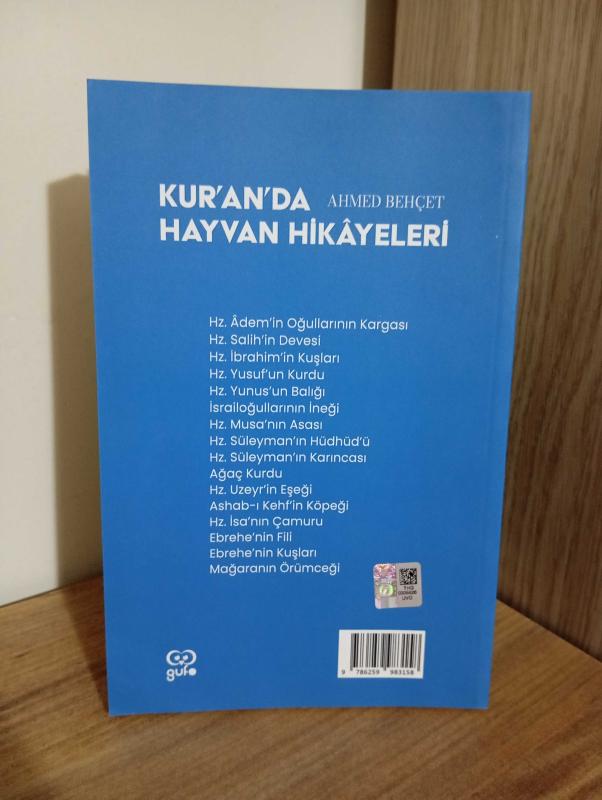 KUR'AN'DA AHMED BEHÇET
HAYVAN HİKÂYELERİ
Hz. Âdem'in Oğullarının Kargası
Hz. Salih'in Devesi
Hz. İbrahim'in Kuşları
Hz. Yusuf'un Kurdu
Hz. Yunus'un Balığı
İsrailoğullarının İneği
Hz. Musa'nın Asası
Hz. Süleyman'ın Hüdhüd'ü
Hz. Süleyman'ın Karıncası
Ağaç Kurdu
Hz. Uzeyr'in Eşeği
Ashab-ı Kehf'in Köpeği
Hz. İsa'nın Çamuru
Ebrehe'nin Fili
Ebrehe'nin Kuşları
Mağaranın Örümceği
gufo
9 786259 983158